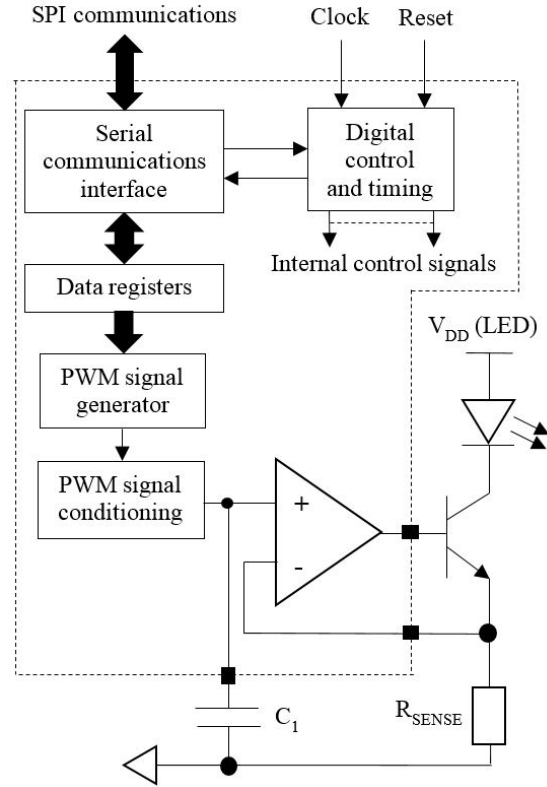 SPI communications
Clock
Reset
Serial
communications
interface
Digital
control
and timing
Internal control signals
Data registers
V_DD (LED)
PWM signal
generator
PWM signal
conditioning
+
-
C_1
R_SENSE